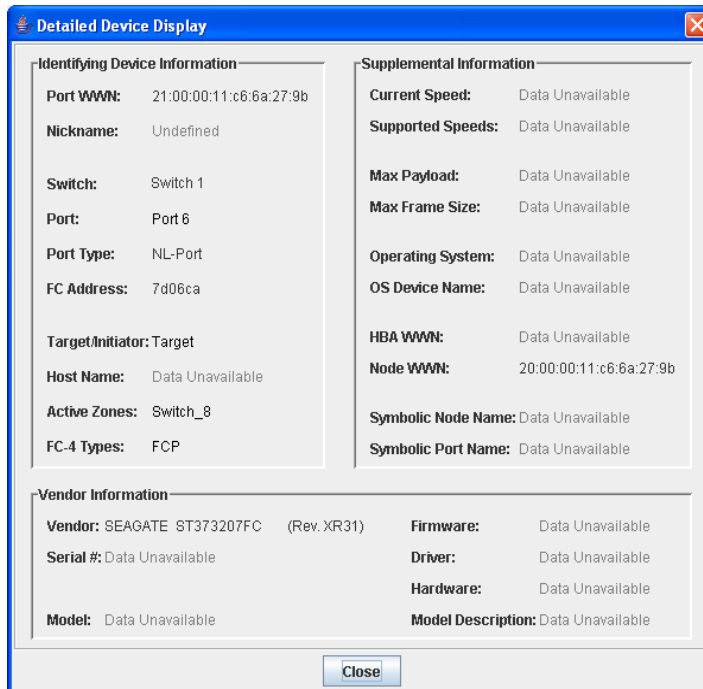 Detailed Device Display
Identifying Device Information
Port WWN: 21:00:00:11:c6:6a:27:9b
Nickname: Undefined
Switch: Switch 1
Port: Port 6
Port Type: NL-Port
FC Address: 7d06ca
Target/Initiator: Target
Host Name: Data Unavailable
Active Zones: Switch_8
FC-4 Types: FCP
Supplemental Information
Current Speed: Data Unavailable
Supported Speeds: Data Unavailable
Max Payload: Data Unavailable
Max Frame Size: Data Unavailable
Operating System: Data Unavailable
OS Device Name: Data Unavailable
HBA WWN: Data Unavailable
Node WWN: 20:00:00:11:c6:6a:27:9b
Symbolic Node Name: Data Unavailable
Symbolic Port Name: Data Unavailable
Vendor Information
Vendor: SEAGATE ST373207FC (Rev. XR31)
Serial #: Data Unavailable
Model: Data Unavailable
Firmware: Data Unavailable
Driver: Data Unavailable
Hardware: Data Unavailable
Model Description: Data Unavailable
Close